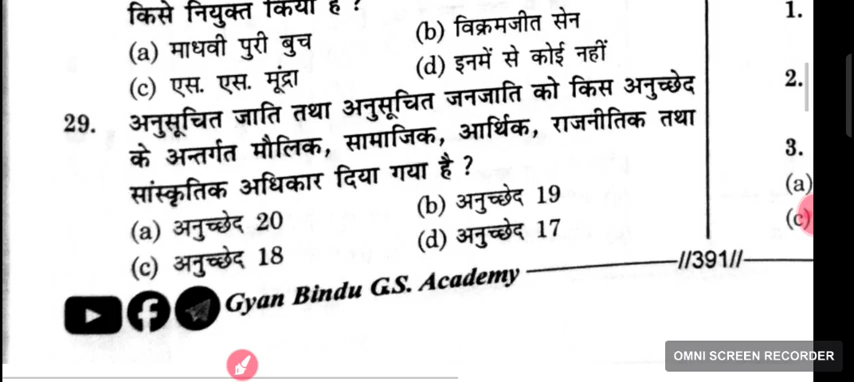 किसे नियुक्त किया है ?
(a) माधवी पुरी बुच
(b) विक्रमजीत सेन
(c) एस. एस. मूंद्रा
(d) इनमें से कोई नहीं
29. अनुसूचित जाति तथा अनुसूचित जनजाति को किस अनुच्छेद
के अन्तर्गत मौलिक, सामाजिक, आर्थिक, राजनीतिक तथा
सांस्कृतिक अधिकार दिया गया है ?
(a) अनुच्छेद 20
(b) अनुच्छेद 19
(c) अनुच्छेद 18
(d) अनुच्छेद 17
Gyan Bindu G.S. Academy
//391//
1.
2.
3.
(a)
(c)
OMNI SCREEN RECORDER